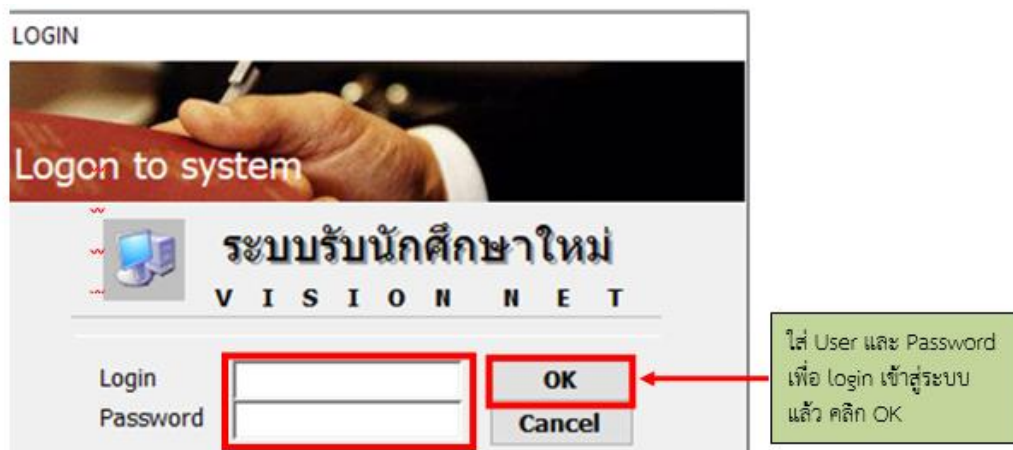 LOGIN
Logon to system
ระบบรับนักศึกษาใหม่
VISION NET
Login
OK
Password
Cancel
ใส่ User และ Password
เพื่อ login เข้าสู่ระบบ
แล้ว คลิก OK